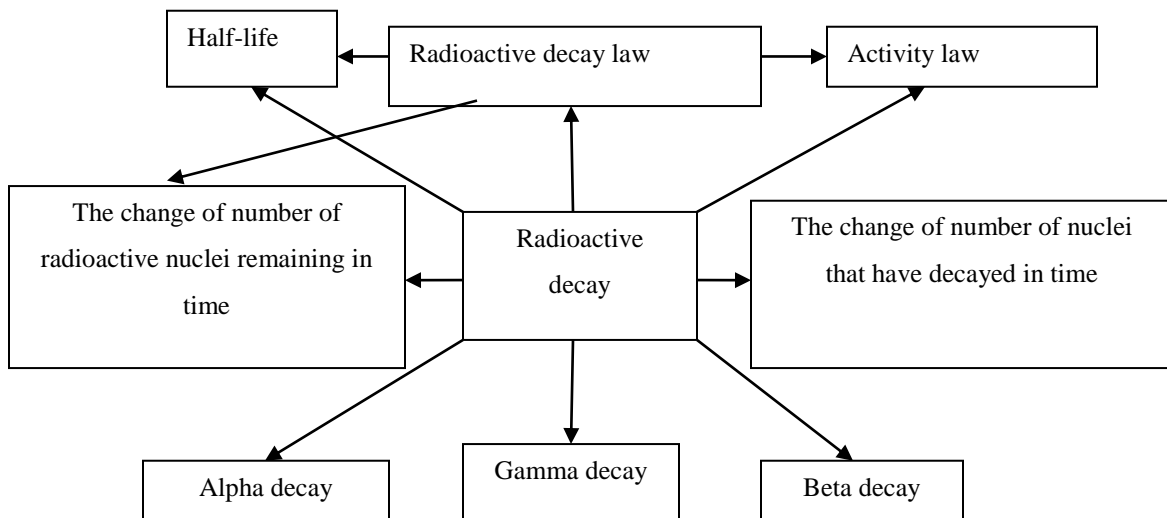 Half-life
Radioactive decay law
Activity law
The change of number of
radioactive nuclei remaining in
time
Radioactive
decay
The change of number of nuclei
that have decayed in time
Alpha decay
Gamma decay
Beta decay